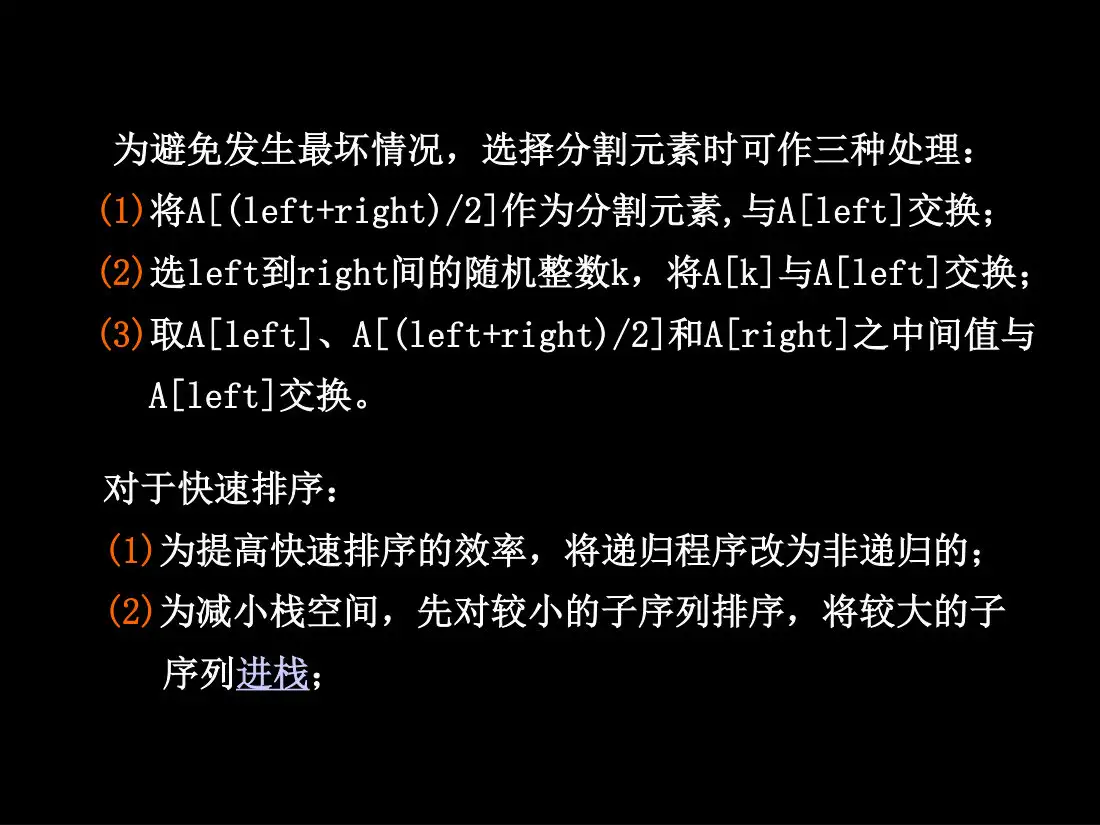 为避免发生最坏情况，选择分割元素时可作三种处理：
(1)将A[(left+right)/2]作为分割元素,与A[left]交换；
(2)选left到right间的随机整数k，将A[k]与A[left]交换；
(3)取A[left]、A[(left+right)/2]和A[right]之中间值与
A[left]交换。
对于快速排序：
(1)为提高快速排序的效率，将递归程序改为非递归的；
(2)为减小栈空间，先对较小的子序列排序，将较大的子
序列进栈；